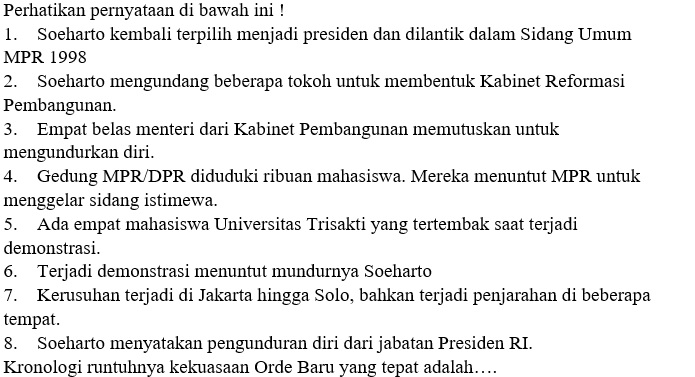 Perhatikan pernyataan di bawah ini !
1. Soeharto kembali terpilih menjadi presiden dan dilantik dalam Sidang Umum
MPR 1998
2. Soeharto mengundang beberapa tokoh untuk membentuk Kabinet Reformasi
Pembangunan.
3. Empat belas menteri dari Kabinet Pembangunan memutuskan untuk
mengundurkan diri.
4. Gedung MPR/DPR diduduki ribuan mahasiswa. Mereka menuntut MPR untuk
menggelar sidang istimewa.
5. Ada empat mahasiswa Universitas Trisakti yang tertembak saat terjadi
demonstrasi.
6. Terjadi demonstrasi menuntut mundurnya Soeharto
7. Kerusuhan terjadi di Jakarta hingga Solo, bahkan terjadi penjarahan di beberapa
tempat.
8. Soeharto menyatakan pengunduran diri dari jabatan Presiden RI.
Kronologi runtuhnya kekuasaan Orde Baru yang tepat adalah….